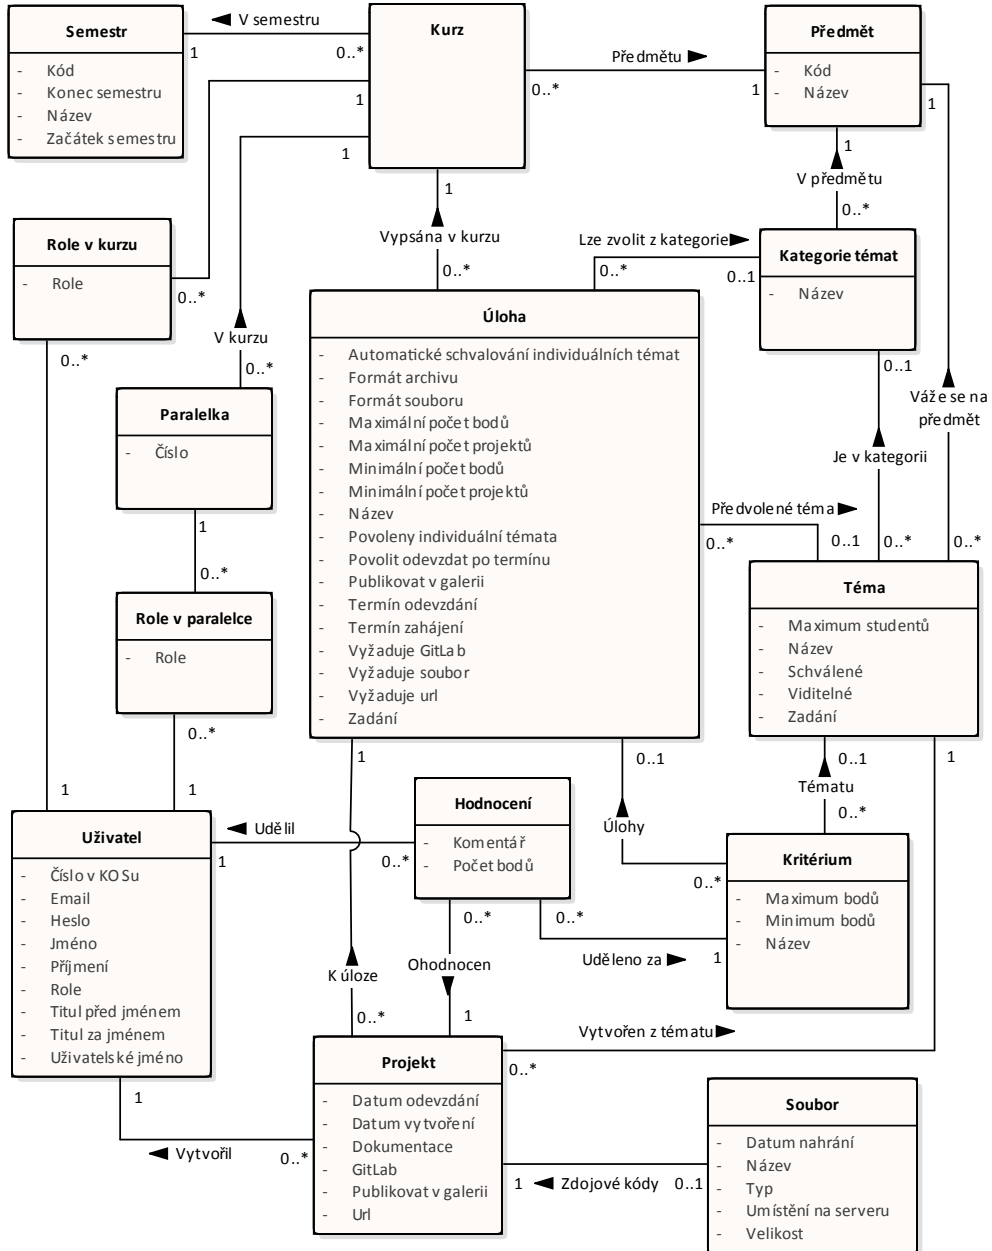 Semestr
- Kód
- Konec semestru
- Název
- Začátek semestru
◄ V semestru
1
0..*
Kurz
Předmětu ►
0..*
1
Předmět
- Kód
- Název
1
1
1
1
1
V předmětu
0..*
Role v kurzu
- Role
0..*
0..*
Vypsána v kurzu
0..*
Lze zvolit z kategorie ►
0..*
0..1
Kategorie témat
- Název
0..1
V kurzu
0..*
Paralelka
- Číslo
1
0..*
Úloha
- Automatické schvalování individuálních témat
- Formát archivu
- Formát souboru
- Maximální počet bodů
- Maximální počet projektů
- Minimální počet bodů
- Minimální počet projektů
- Název
- Povoleny individuální témata
- Povolit odevzdat po termínu
- Publikovat v galerii
- Termín odevzdání
- Termín zahájení
- Vyžaduje GitLab
- Vyžaduje soubor
- Vyžaduje url
- Zadání
Váže se na
předmět
Je v kategorii
Předvolené téma ►
0..*
0..1
0..*
0..*
Role v paralelce
- Role
0..*
Téma
- Maximum studentů
- Název
- Schválené
- Viditelné
- Zadání
1
1
1
0..1
0..1
1
Tématu
0..*
Uživatel
- Číslo v KOSu
- Email
- Heslo
- Jméno
- Příjmení
- Role
- Titul před jménem
- Titul za jménem
- Uživatelské jméno
◄ Udělil
1
0..*
Hodnocení
- Komentář
- Počet bodů
Úlohy
0..*
Kritérium
- Maximum bodů
- Minimum bodů
- Název
0..*
0..*
Uděleno za ►
1
K úloze
0..*
Ohodnocen
1
Vytvořen z tématu ►
0..*
1
◄ Vytvořil
0..*
Projekt
- Datum odevzdání
- Datum vytvoření
- Dokumentace
- GitLab
- Publikovat v galerii
- Url
1
◄ Zdojové kódy
0..1
Soubor
- Datum nahrání
- Název
- Typ
- Umístění na serveru
- Velikost